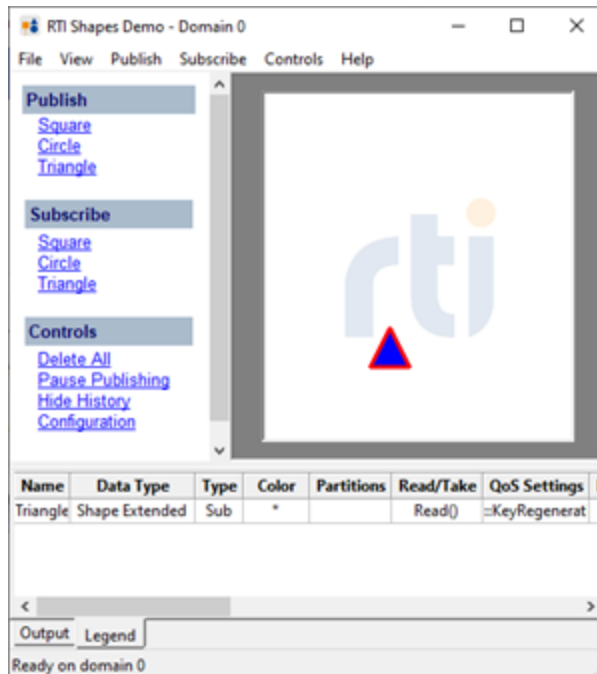 RTI Shapes Demo - Domain 0
File View Publish Subscribe Controls Help
Publish
Square
Circle
Triangle
Subscribe
Square
Circle
Triangle
Controls
Delete All
Pause Publishing
Hide History
Configuration
rti
Name Data Type Type Color Partitions Read/Take QoS Settings
Triangle Shape Extended Sub * Read() ::KeyRegenerat
Output Legend
Ready on domain 0